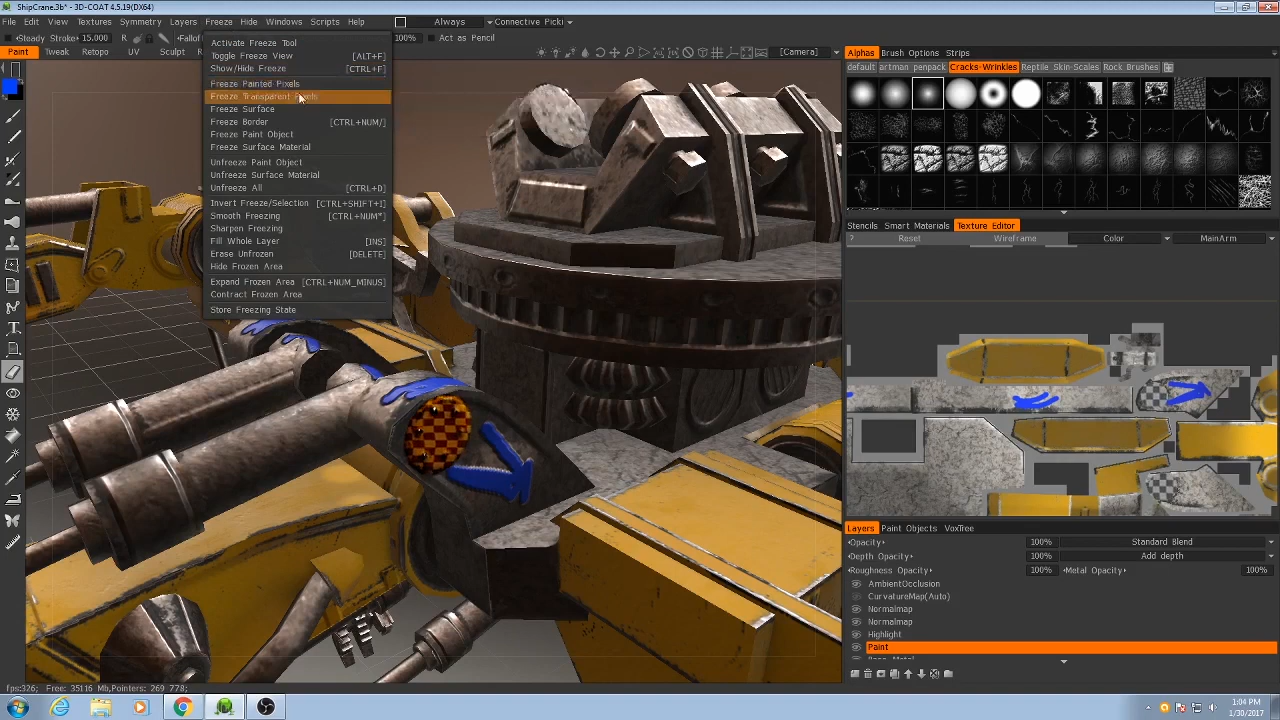 ShipCrane.3b* - 3D-COAT 4.5.19(DX64)
File Edit View Textures Symmetry Layers Freeze Hide Windows Scripts Help Always Connective Picki
Steady Stroke 15.000 R 100% Act as Pencil
Paint Tweak Retopo UV Sculpt [Camera]
Activate Freeze Tool
Toggle Freeze View [ALT+F]
Show/Hide Freeze [CTRL+F]
Freeze Painted Pixels
Freeze Transparent Pixels
Freeze Surface
Freeze Border [CTRL+NUM/]
Freeze Paint Object
Freeze Surface Material
Unfreeze Paint Object
Unfreeze Surface Material
Unfreeze All [CTRL+D]
Invert Freeze/Selection [CTRL+SHIFT+I]
Smooth Freezing [CTRL+NUM*]
Sharpen Freezing
Fill Whole Layer [INS]
Erase Unfrozen [DELETE]
Hide Frozen Area
Expand Frozen Area [CTRL+NUM_MINUS]
Contract Frozen Area
Store Freezing State
Alphas Brush Options Strips
default artman penpack Cracks-Wrinkles Reptile Skin-Scales Rock Brushes
Stencils Smart Materials Texture Editor
? Reset Wireframe Color MainArm
Layers Paint Objects VoxTree
Opacity 100% Standard Blend
Depth Opacity 100% Add depth
Roughness Opacity 100% Metal Opacity 100%
AmbientOcclusion
CurvatureMap(Auto)
Normalmap
Normalmap
Highlight
Paint
fps:326; Free: 35116 Mb,Pointers: 269 778;
1:04 PM
1/30/2017